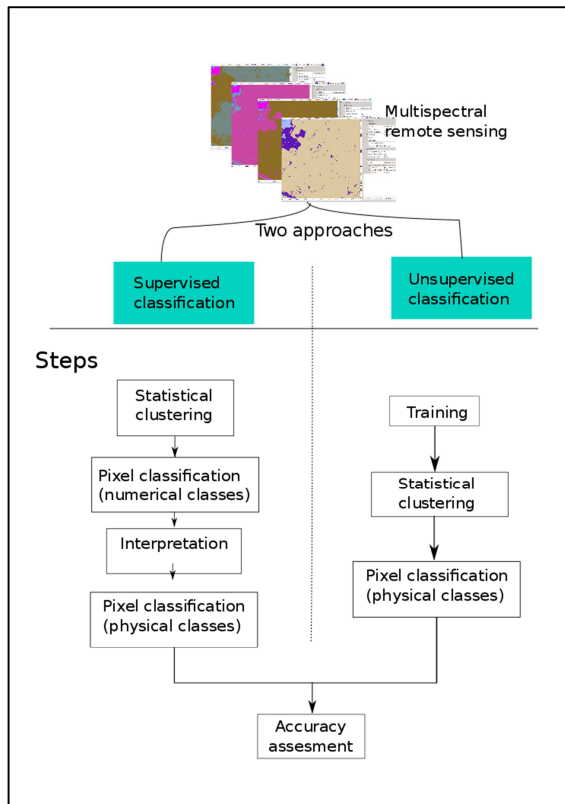 Multispectral
remote sensing
Two approaches
Supervised
classification
Unsupervised
classification
Steps
Statistical
clustering
Pixel classification
(numerical classes)
Interpretation
Pixel classification
(physical classes)
Training
Statistical
clustering
Pixel classification
(physical classes)
Accuracy
assesment